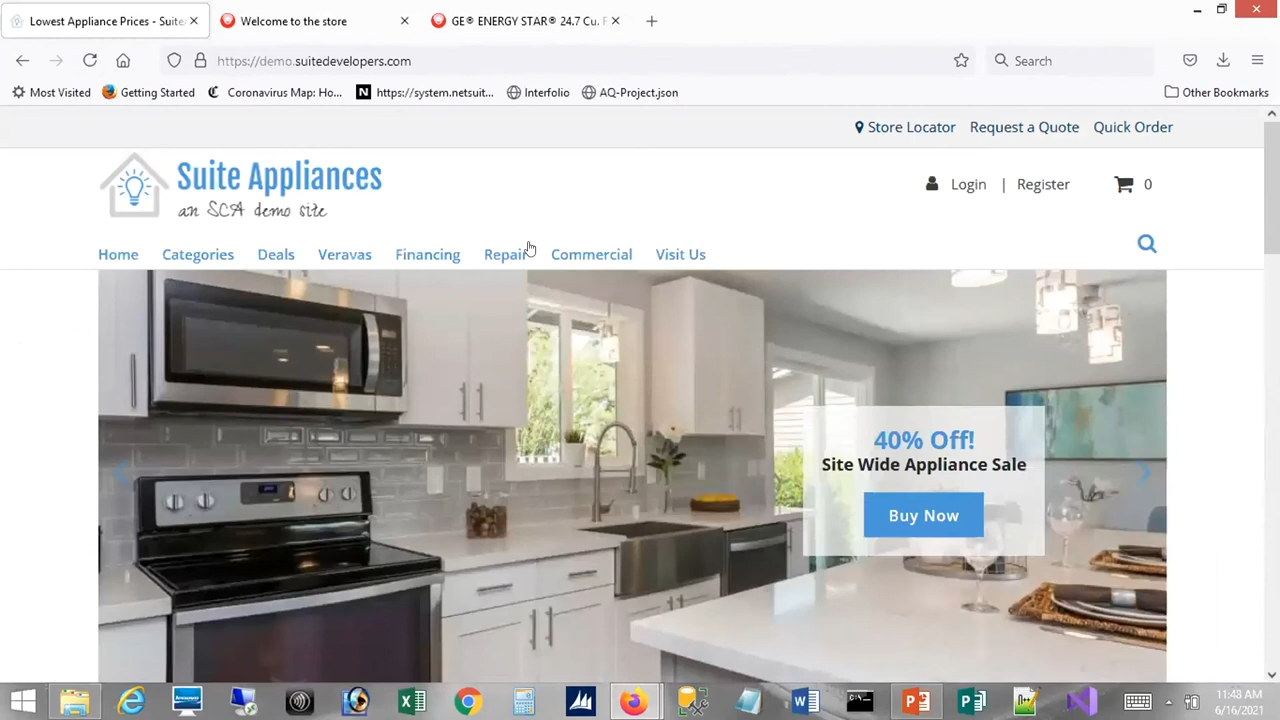 Lowest Appliance Prices - Suite
Welcome to the store
GE® ENERGY STAR® 24.7 Cu. F
https://demo.suitedevelopers.com
Search
Most Visited
Getting Started
Coronavirus Map: Ho...
https://system.netsuit...
Interfolio
AQ-Project.json
Other Bookmarks
Store Locator
Request a Quote
Quick Order
Suite Appliances
an SCA demo site
Login | Register
0
Home
Categories
Deals
Veravas
Financing
Repair
Commercial
Visit Us
40% Off!
Site Wide Appliance Sale
Buy Now
11:48 AM
6/16/2021